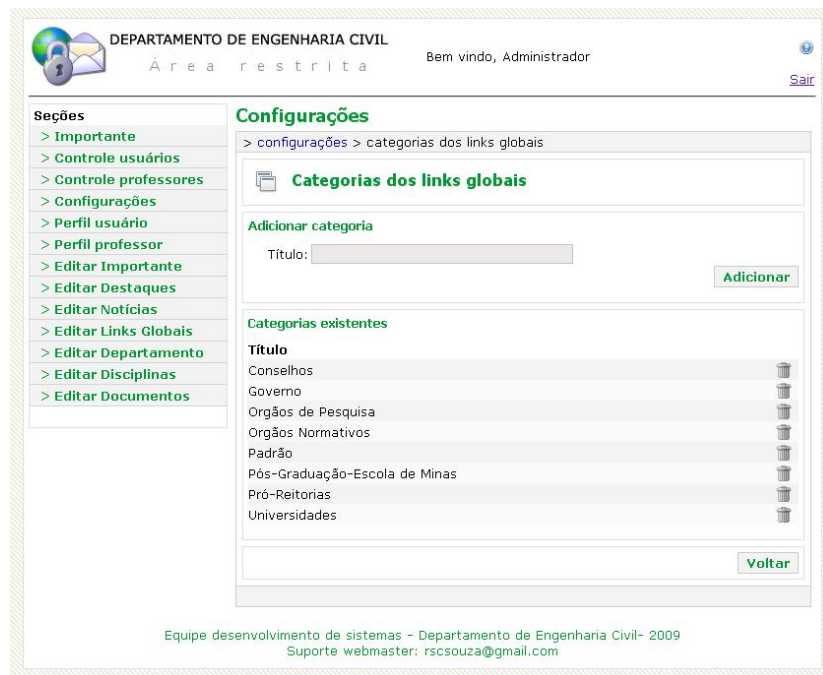 DEPARTAMENTO DE ENGENHARIA CIVIL
Área restrita
Bem vindo, Administrador
Sair
Seções
> Importante
> Controle usuários
> Controle professores
> Configurações
> Perfil usuário
> Perfil professor
> Editar Importante
> Editar Destaques
> Editar Notícias
> Editar Links Globais
> Editar Departamento
> Editar Disciplinas
> Editar Documentos
Configurações
> configurações > categorias dos links globais
Categorias dos links globais
Adicionar categoria
Título:
Adicionar
Categorias existentes
Título
Conselhos
Governo
Orgãos de Pesquisa
Orgãos Normativos
Padrão
Pós-Graduação-Escola de Minas
Pró-Reitorias
Universidades
Voltar
Equipe desenvolvimento de sistemas - Departamento de Engenharia Civil- 2009
Suporte webmaster: rscsouza@gmail.com